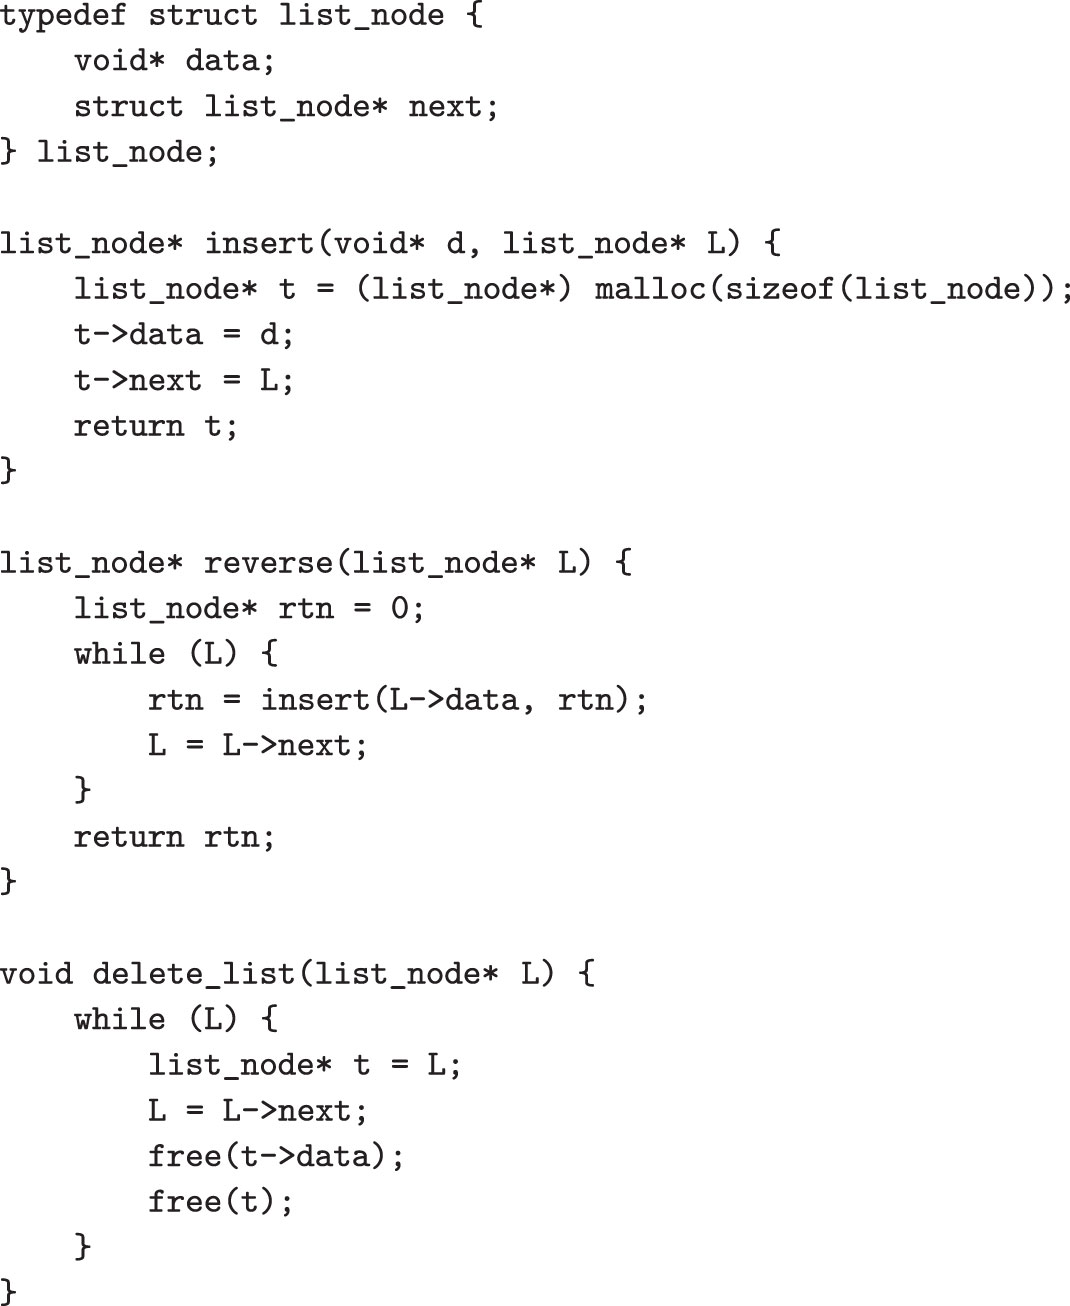 typedef struct list_node {
    void* data;
    struct list_node* next;
} list_node;

list_node* insert(void* d, list_node* L) {
    list_node* t = (list_node*) malloc(sizeof(list_node));
    t->data = d;
    t->next = L;
    return t;
}

list_node* reverse(list_node* L) {
    list_node* rtn = 0;
    while (L) {
        rtn = insert(L->data, rtn);
        L = L->next;
    }
    return rtn;
}

void delete_list(list_node* L) {
    while (L) {
        list_node* t = L;
        L = L->next;
        free(t->data);
        free(t);
    }
}